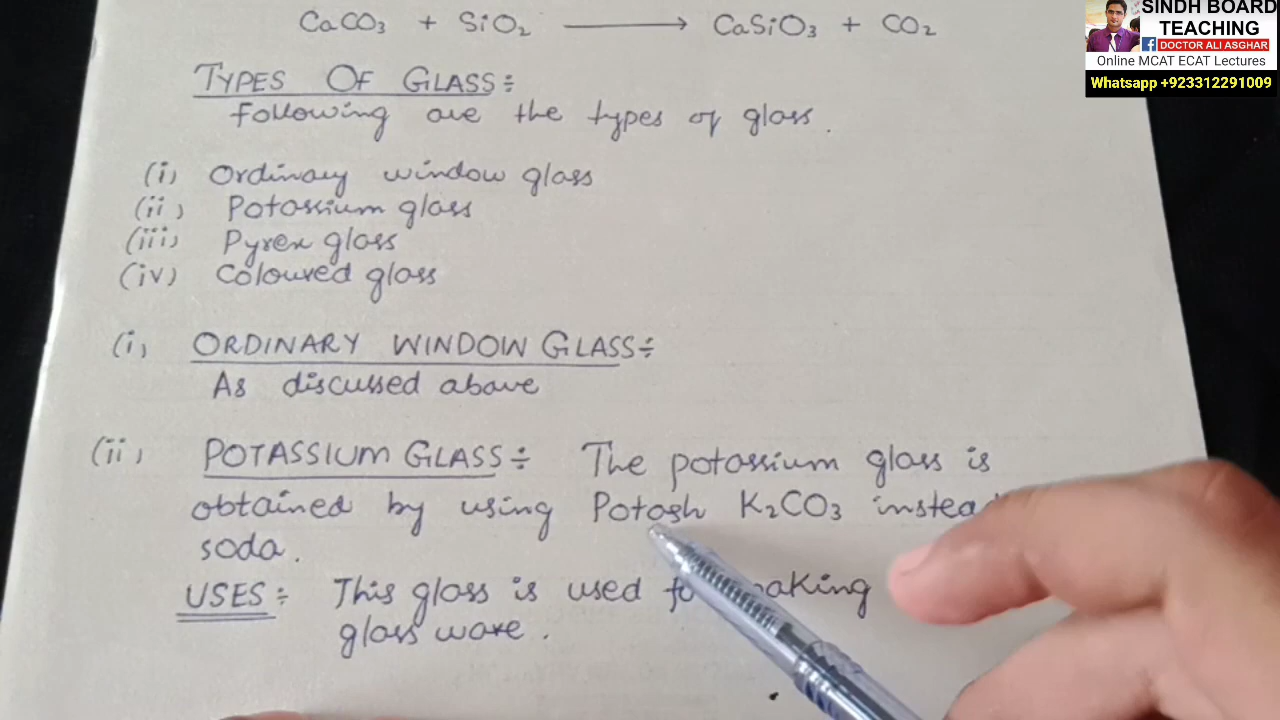 CaCO3 + SiO2 ⟶ CaSiO3 + CO2
TYPES OF GLASS:
Following are the types of glass.
(i) Ordinary window glass
(ii) Potassium glass
(iii) Pyrex glass
(iv) Coloured glass
(i) ORDINARY WINDOW GLASS:
As discussed above
(ii) POTASSIUM GLASS: The potassium glass is
obtained by using Potash K2CO3 instead
soda.
USES: This glass is used making
glass ware.
SINDH BOARD
TEACHING
DOCTOR ALI ASGHAR
Online MCAT ECAT Lectures
Whatsapp +923312291009